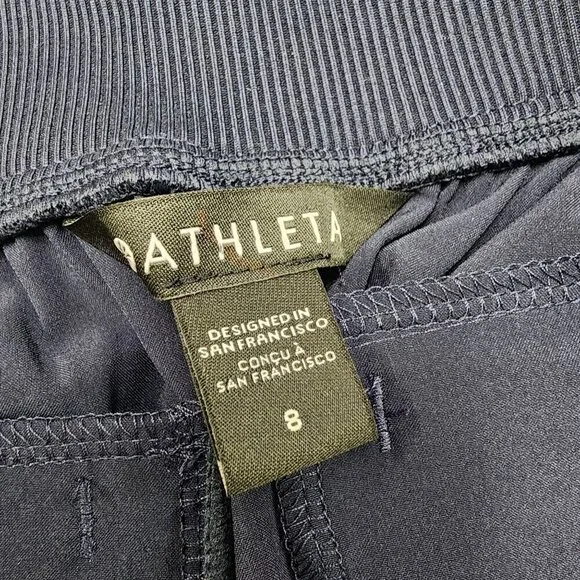 ATHLETA
DESIGNED IN
SAN FRANCISCO
CONÇU À
SAN FRANCISCO
8